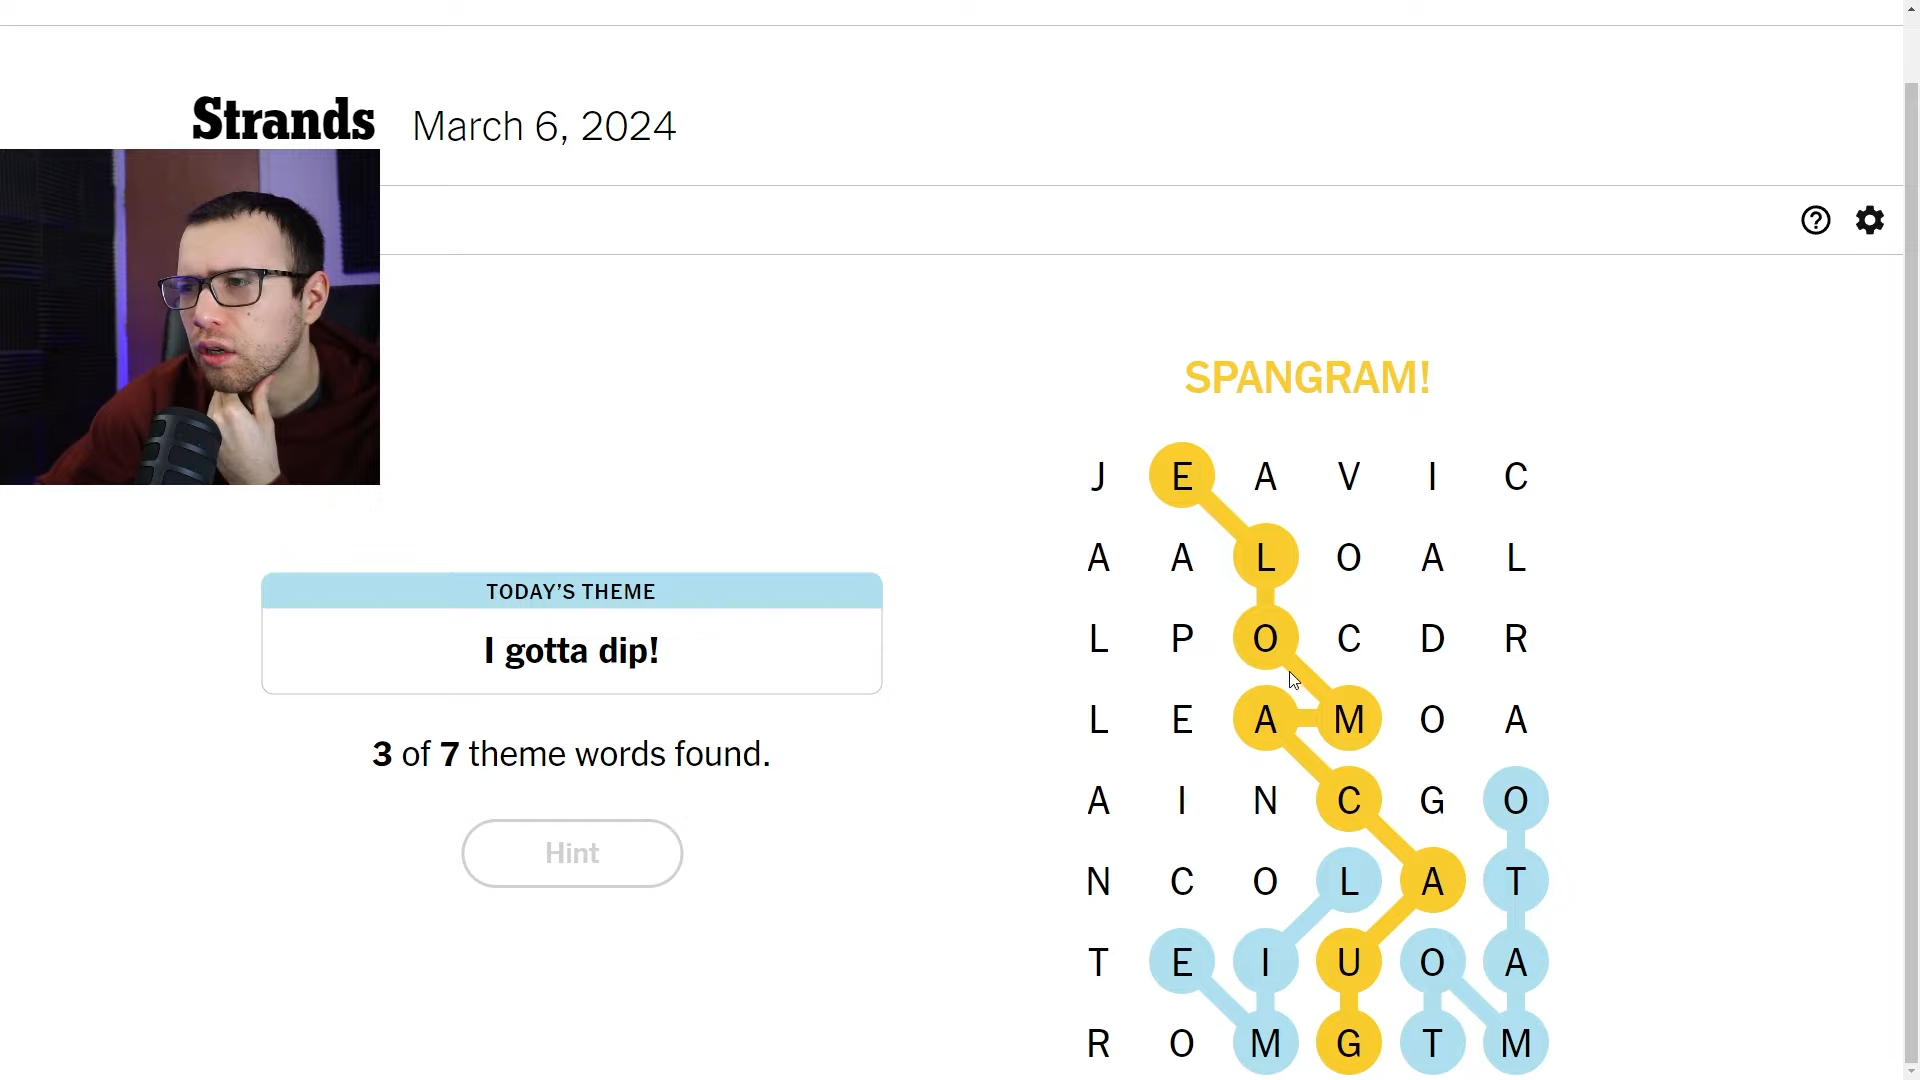 Strands March 6, 2024
SPANGRAM!
TODAY'S THEME
I gotta dip!
3 of 7 theme words found.
Hint
J E A V I C
A A L O A L
L P O C D R
L E A M O A
A I N C G O
N C O L A T
T E I U O A
R O M G T M